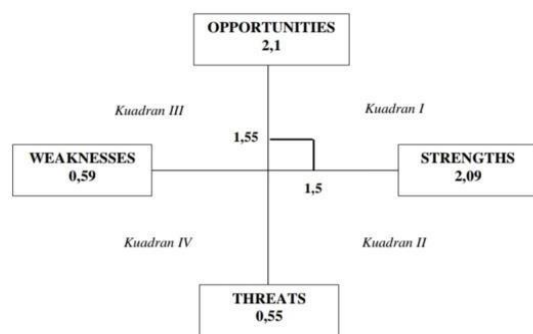 OPPORTUNITIES
2,1
Kuadran III
Kuadran I
1,55
WEAKNESSES
0,59
STRENGTHS
2,09
1,5
Kuadran IV
Kuadran II
THREATS
0,55